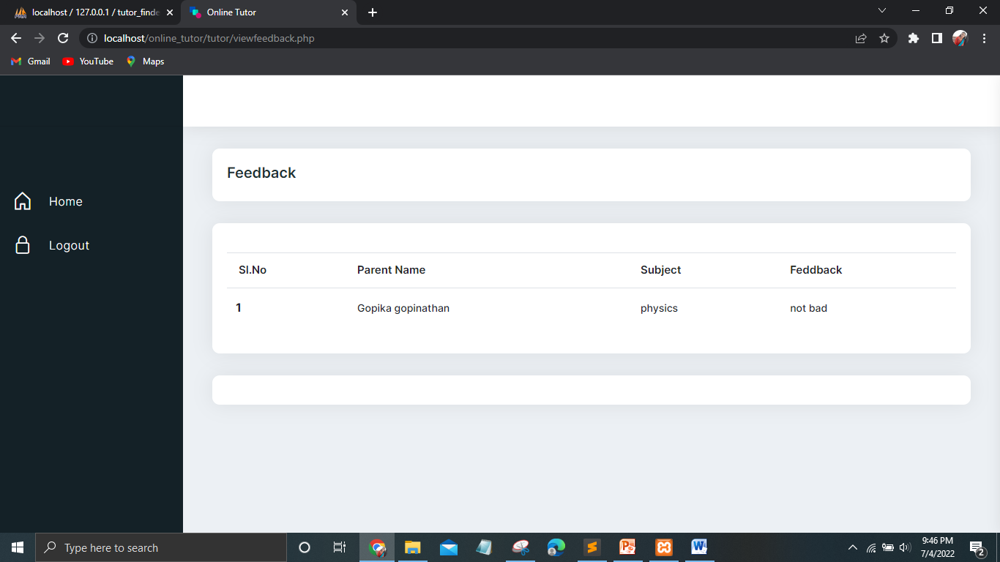 localhost / 127.0.0.1 / tutor_finde
Online Tutor
localhost/online_tutor/tutor/viewfeedback.php
Gmail
YouTube
Maps
Feedback
Home
Logout
Sl.No Parent Name Subject Feddback
1 Gopika gopinathan physics not bad
Type here to search
9:46 PM
7/4/2022
2